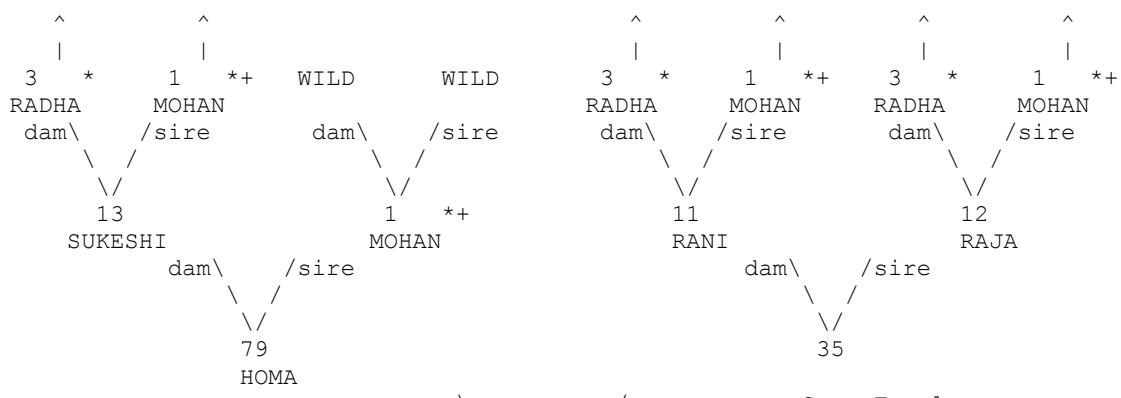 ^ ^ ^ ^ ^ ^
| | | | | |
3 * 1 *+ WILD WILD 3 * 1 *+ 3 * 1 *+
RADHA MOHAN RADHA MOHAN RADHA MOHAN
dam\ /sire dam\ /sire dam\ /sire dam\ /sire
\ / \ / \ / \ /
\/ \/ \/ \/
13 1 *+ 11 12
SUKESHI MOHAN RANI RAJA
dam\ /sire dam\ /sire
\ / \ /
\/ \/
79 35
HOMA